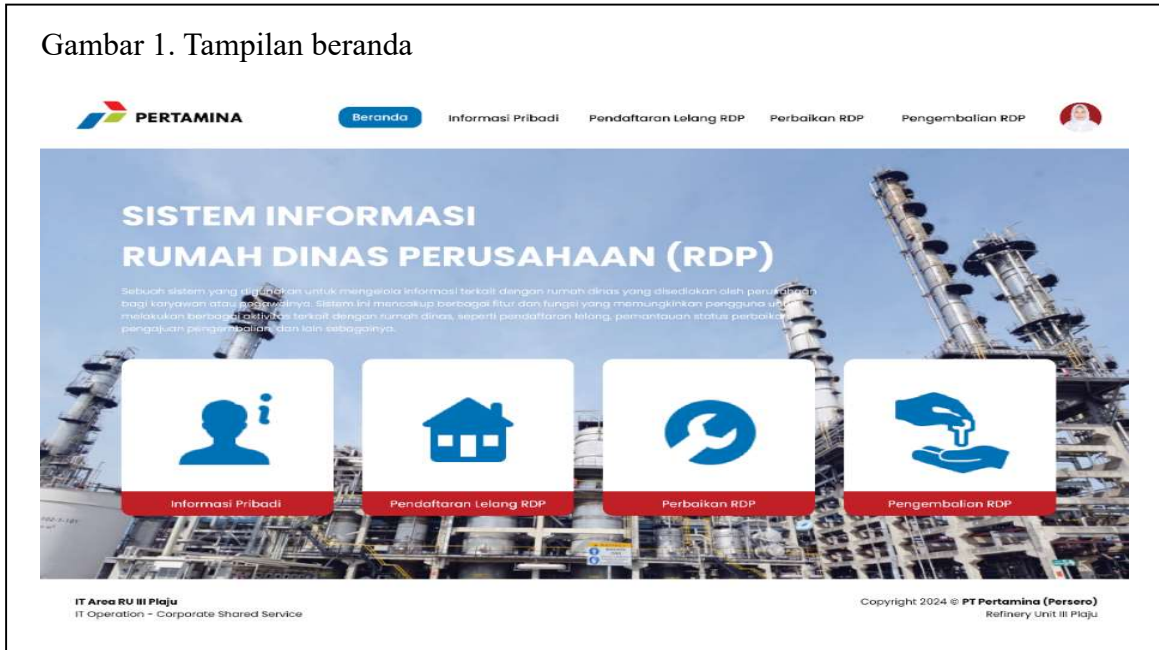 Gambar 1. Tampilan beranda
PERTAMINA
Beranda
Informasi Pribadi
Pendaftaran Lelang RDP
Perbaikan RDP
Pengembalian RDP
SISTEM INFORMASI
RUMAH DINAS PERUSAHAAN (RDP)
Sebuah sistem yang digunakan untuk mengelola informasi terkait dengan rumah dinas yang disediakan oleh perusahaan
bagi karyawan atau pegawainya. Sistem ini mencakup berbagai fitur dan fungsi yang memungkinkan pengguna untuk
melakukan berbagai aktivitas terkait dengan rumah dinas, seperti pendaftaran lelang, pemantauan status perbaikan,
pengajuan pengembalian, dan lain sebagainya.
Informasi Pribadi
Pendaftaran Lelang RDP
Perbaikan RDP
Pengembalian RDP
IT Area RU III Plaju
IT Operation - Corporate Shared Service
Copyright 2024 © PT Pertamina (Persero)
Refinery Unit III Plaju